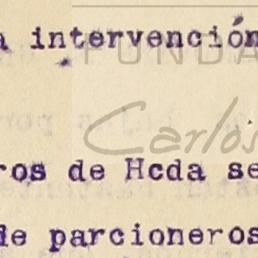 a intervención
FUNDA
Carlos
ros de Hcda se
de parcioneros